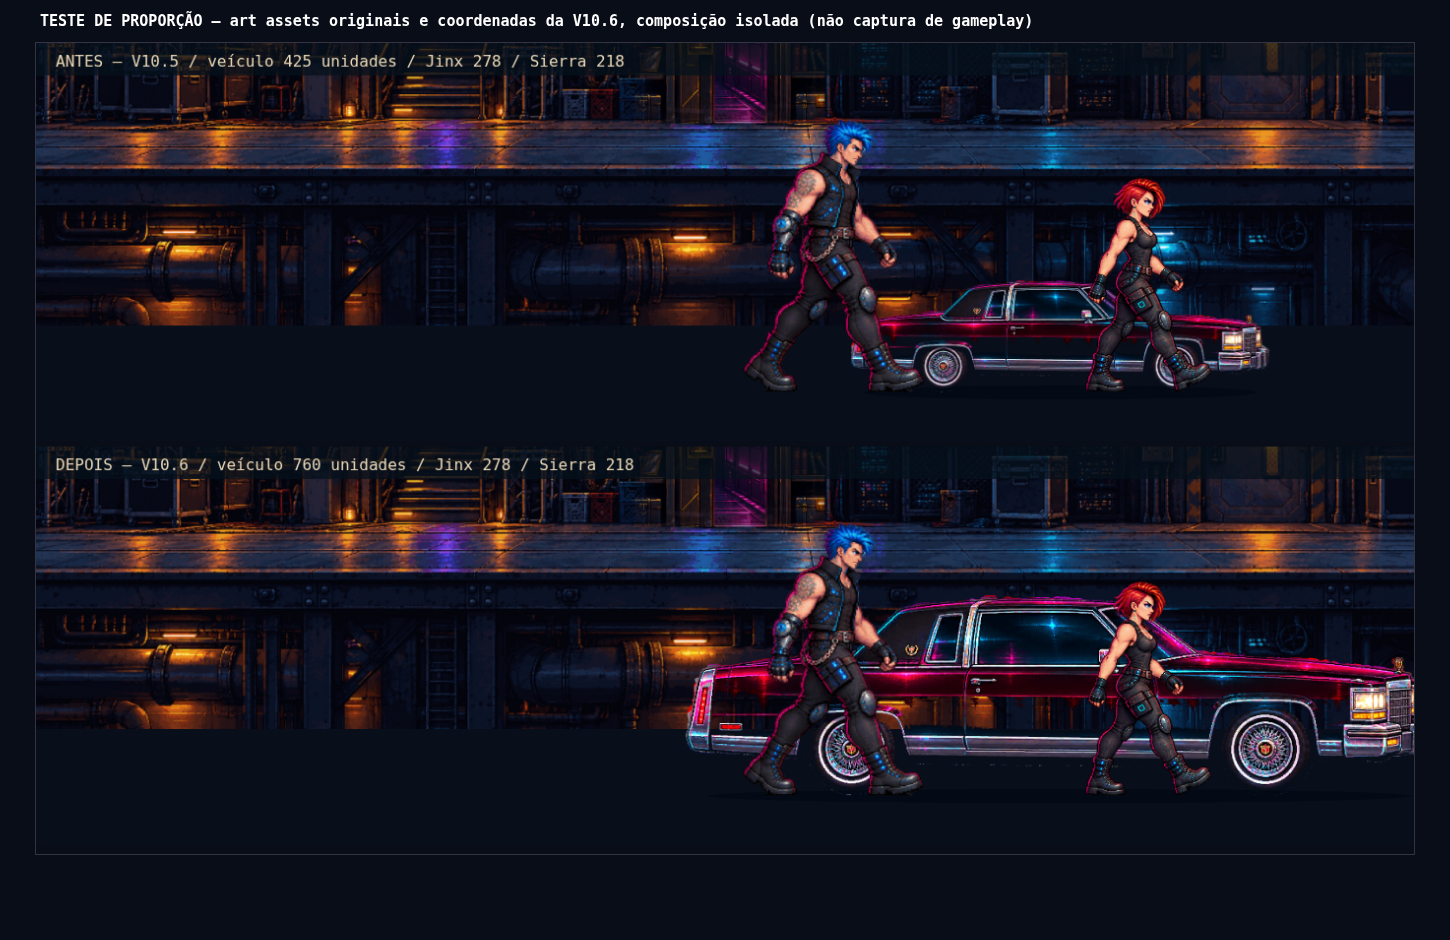 TESTE DE PROPORÇÃO — art assets originais e coordenadas da V10.6, composição isolada (não captura de gameplay)
ANTES — V10.5 / veículo 425 unidades / Jinx 278 / Sierra 218
DEPOIS — V10.6 / veículo 760 unidades / Jinx 278 / Sierra 218